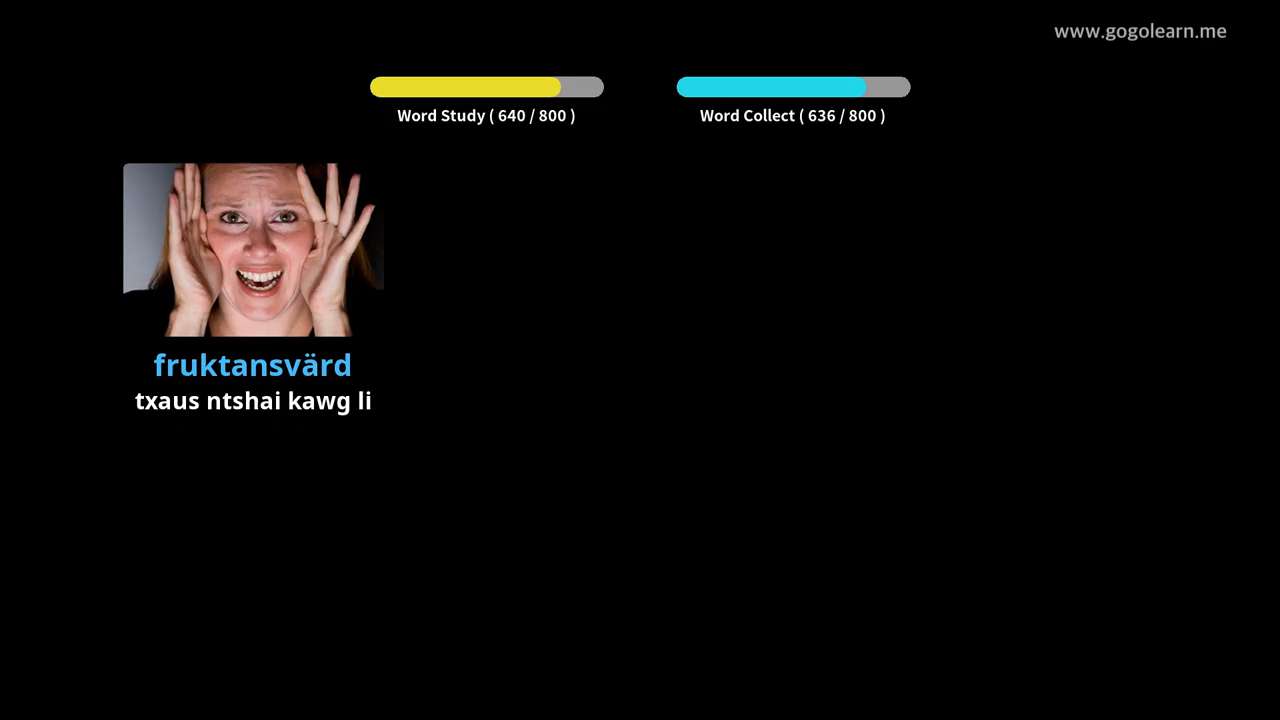 www.gogolearn.me
Word Study ( 640 / 800 )
Word Collect ( 636 / 800 )
fruktansvärd
txaus ntshai kawg li